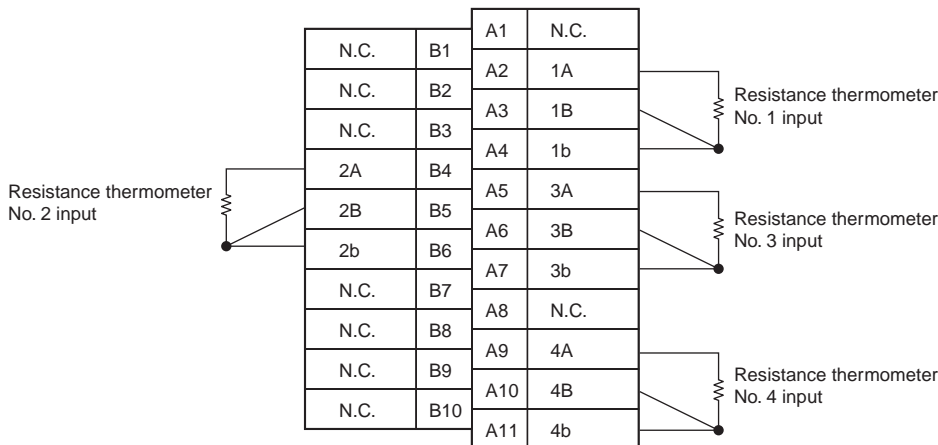 A1 N.C.
N.C. B1
A2 1A
N.C. B2
A3 1B
Resistance thermometer
No. 1 input
N.C. B3
A4 1b
Resistance thermometer
No. 2 input
2A B4
A5 3A
2B B5
A6 3B
Resistance thermometer
No. 3 input
2b B6
A7 3b
N.C. B7
A8 N.C.
N.C. B8
A9 4A
N.C. B9
A10 4B
Resistance thermometer
No. 4 input
N.C. B10
A11 4b